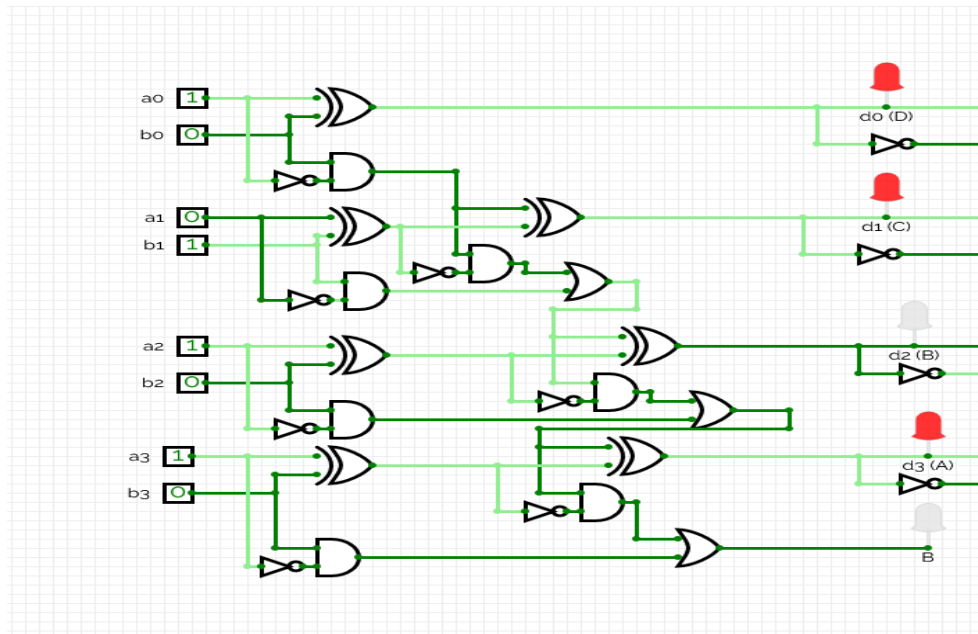 a0 1
b0 0
d0 (D)
a1 0
b1 1
d1 (C)
a2 1
b2 0
d2 (B)
a3 1
b3 0
d3 (A)
B